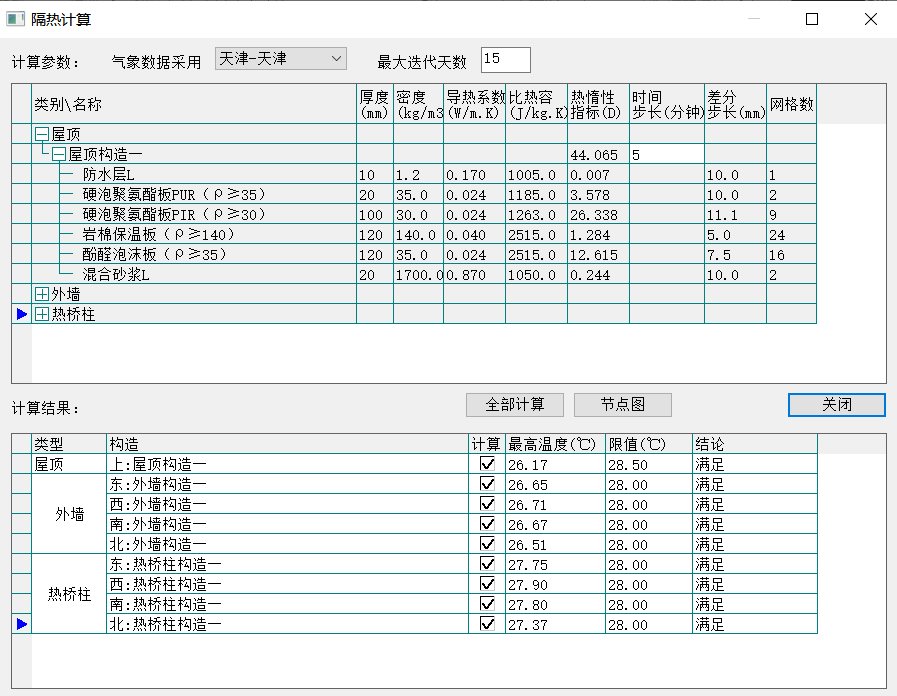 隔热计算
计算参数： 气象数据采用 天津-天津 最大迭代天数 15
类别\名称 厚度(mm) 密度(kg/m3 导热系数(W/m.K) 比热容(J/kg.K) 热惰性指标(D) 时间步长(分钟) 差分步长(mm) 网格数
屋顶
屋顶构造一 44.065 5
防水层L 10 1.2 0.170 1005.0 0.007 10.0 1
硬泡聚氨酯板PUR（ρ≥35） 20 35.0 0.024 1185.0 3.578 10.0 2
硬泡聚氨酯板PIR（ρ≥30） 100 30.0 0.024 1263.0 26.338 11.1 9
岩棉保温板（ρ≥140） 120 140.0 0.040 2515.0 1.284 5.0 24
酚醛泡沫板（ρ≥35） 120 35.0 0.024 2515.0 12.615 7.5 16
混合砂浆L 20 1700.0 0.870 1050.0 0.244 10.0 2
外墙
热桥柱
计算结果： 全部计算 节点图 关闭
类型 构造 计算 最高温度(℃) 限值(℃) 结论
屋顶 上:屋顶构造一 26.17 28.50 满足
外墙 东:外墙构造一 26.65 28.00 满足
西:外墙构造一 26.71 28.00 满足
南:外墙构造一 26.67 28.00 满足
北:外墙构造一 26.51 28.00 满足
热桥柱 东:热桥柱构造一 27.75 28.00 满足
西:热桥柱构造一 27.90 28.00 满足
南:热桥柱构造一 27.80 28.00 满足
北:热桥柱构造一 27.37 28.00 满足